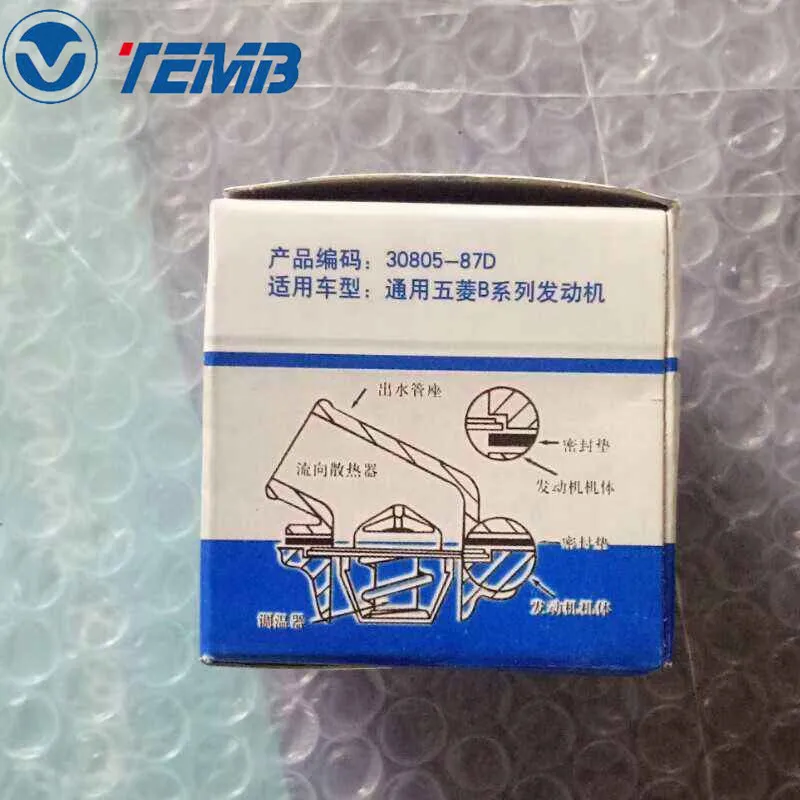 TEMB
产品编码：30805-87D
适用车型：通用五菱B系列发动机
出水管座
密封垫
流向散热器
发动机机体
密封垫
调温器
发动机机体